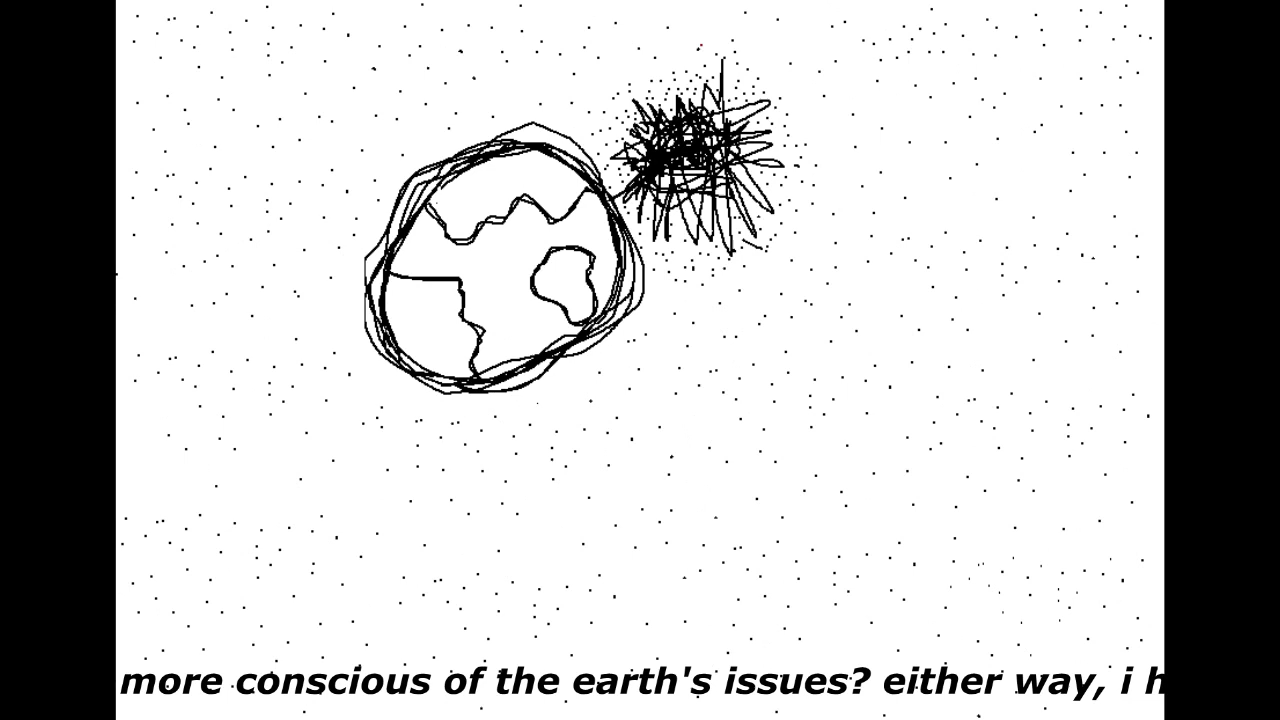 more conscious of the earth's issues? either way, i h